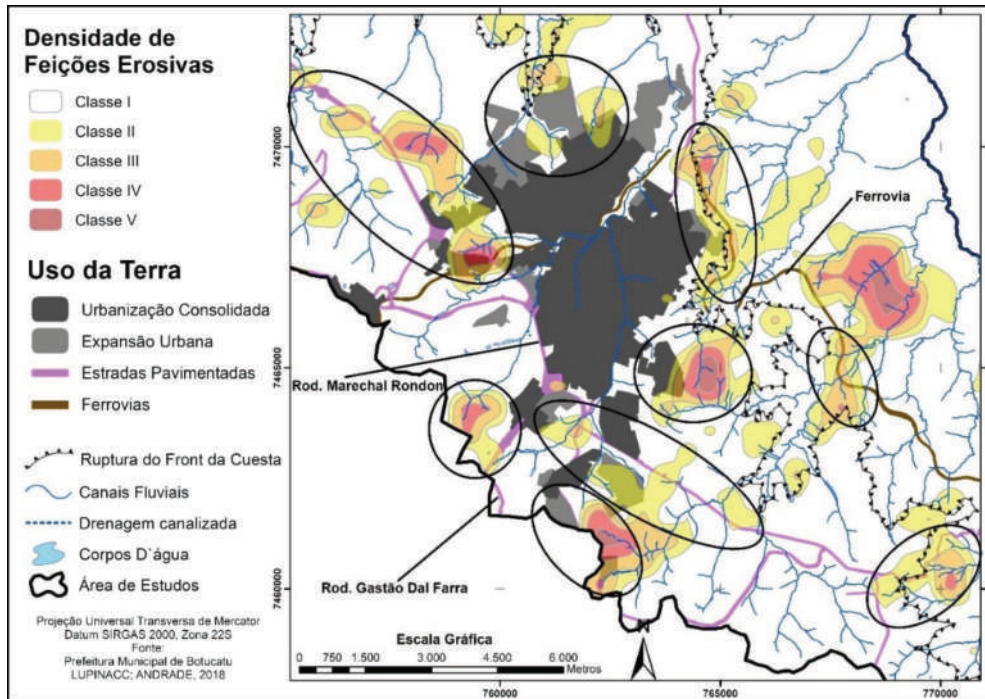 Densidade de
Feições Erosivas
Classe I
Classe II
Classe III
Classe IV
Classe V
Uso da Terra
Urbanização Consolidada
Expansão Urbana
Estradas Pavimentadas
Ferrovias
Ruptura do Front da Cuesta
Canais Fluviais
Drenagem canalizada
Corpos D`água
Área de Estudos
Projeção Universal Transversa de Mercator
Datum SIRGAS 2000, Zona 22S
Fonte:
Prefeitura Municipal de Botucatu
LUPINACC; ANDRADE, 2018
7470000
7465000
7460000
Ferrovia
Rod. Marechal Rondon
Rod. Gastão Dal Farra
7470000
7465000
7460000
Escala Gráfica
0 750 1.500 3.000 4.500 6.000
Metros
N
760000 765000 770000